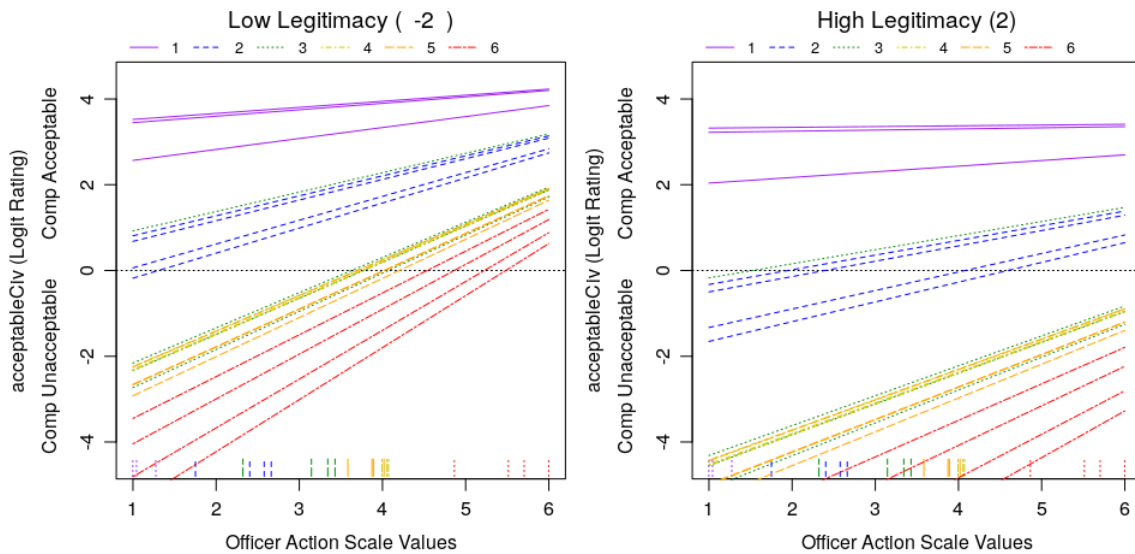 Low Legitimacy ( -2 )
1 2 3 4 5 6
acceptableCIv (Logit Rating)
Comp Unacceptable Comp Acceptable
4
2
0
-2
4
1 2 3 4 5 6
Officer Action Scale Values
High Legitimacy (2)
1 2 3 4 5 6
acceptableCIv (Logit Rating)
Comp Unacceptable Comp Acceptable
4
2
0
-2
4
1 2 3 4 5 6
Officer Action Scale Values